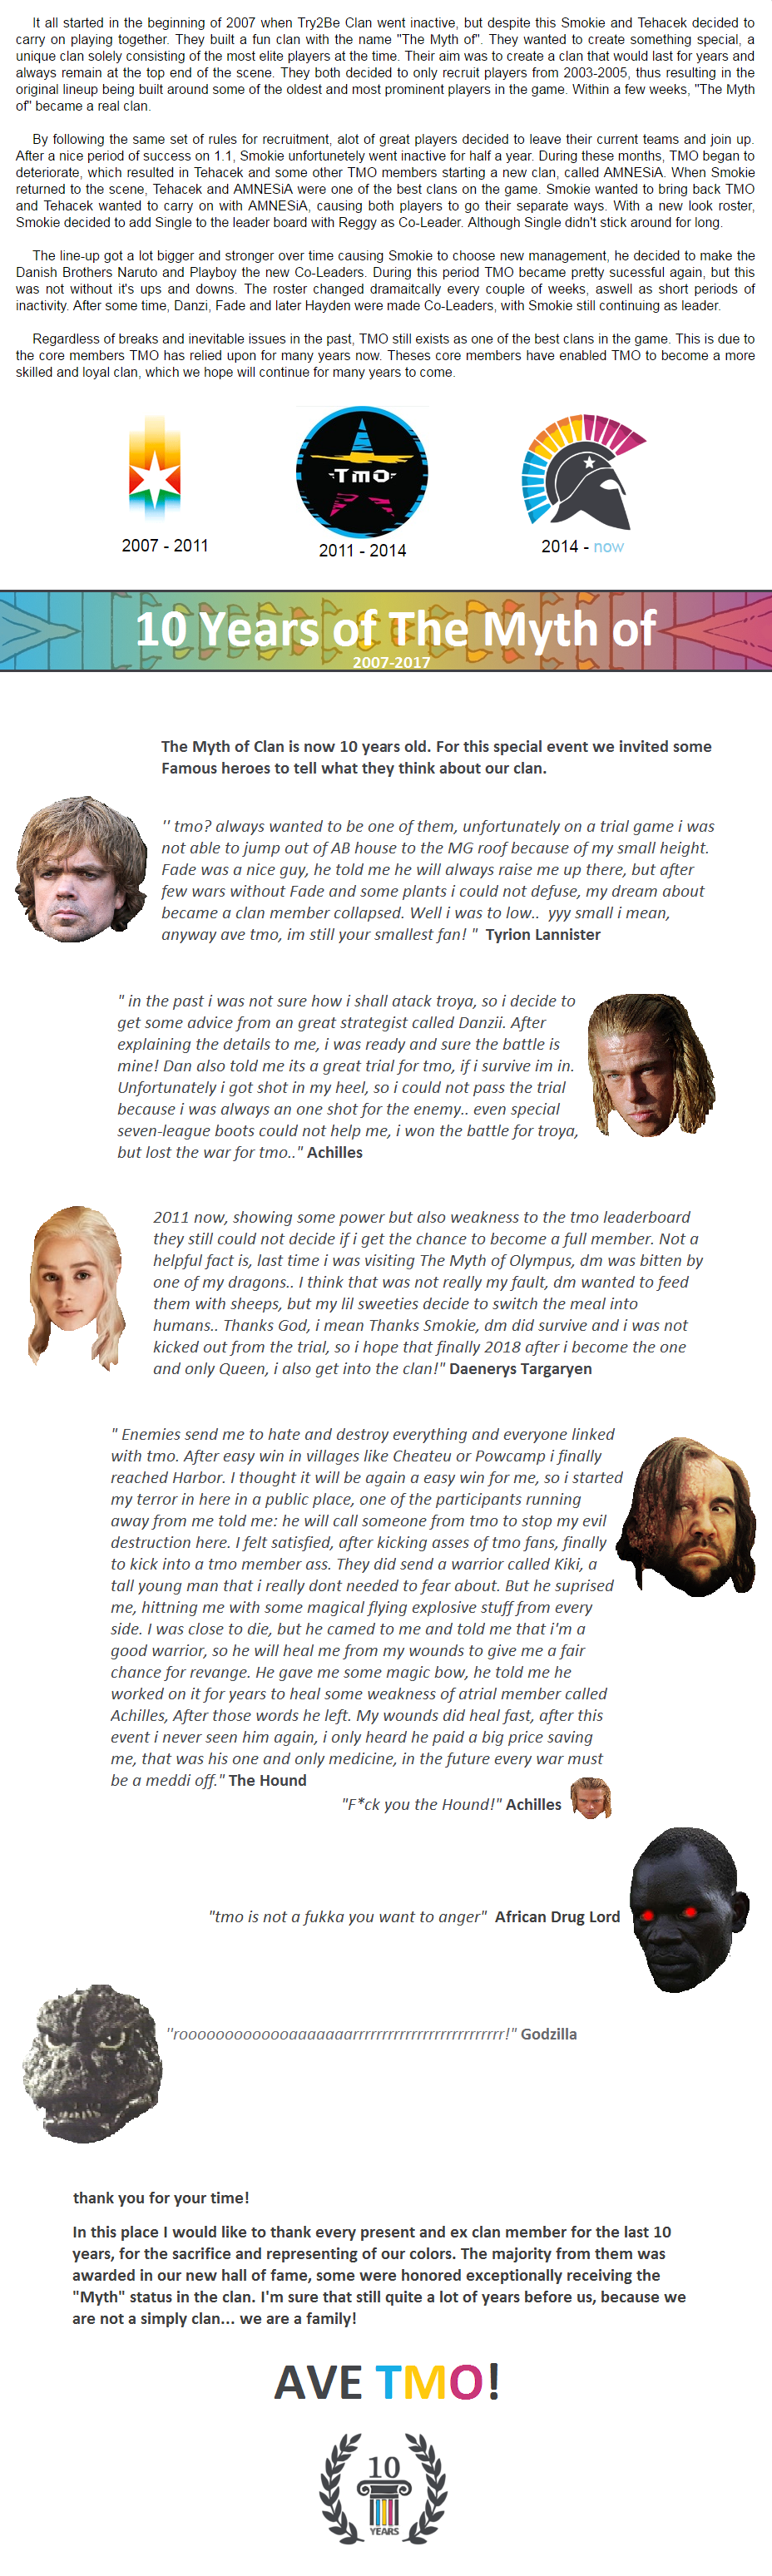 It all started in the beginning of 2007 when Try2Be Clan went inactive, but despite this Smokie and Tehacek decided to
carry on playing together. They built a fun clan with the name "The Myth of". They wanted to create something special, a
unique clan solely consisting of the most elite players at the time. Their aim was to create a clan that would last for years and
always remain at the top end of the scene. They both decided to only recruit players from 2003-2005, thus resulting in the
original lineup being built around some of the oldest and most prominent players in the game. Within a few weeks, "The Myth
of" became a real clan.
By following the same set of rules for recruitment, alot of great players decided to leave their current teams and join up.
After a nice period of success on 1.1, Smokie unfortunetely went inactive for half a year. During these months, TMO began to
deteriorate, which resulted in Tehacek and some other TMO members starting a new clan, called AMNESiA. When Smokie
returned to the scene, Tehacek and AMNESiA were one of the best clans on the game. Smokie wanted to bring back TMO
and Tehacek wanted to carry on with AMNESiA, causing both players to go their separate ways. With a new look roster,
Smokie decided to add Single to the leader board with Reggy as Co-Leader. Although Single didn't stick around for long.
The line-up got a lot bigger and stronger over time causing Smokie to choose new management, he decided to make the
Danish Brothers Naruto and Playboy the new Co-Leaders. During this period TMO became pretty sucessful again, but this
was not without it's ups and downs. The roster changed dramaitcally every couple of weeks, aswell as short periods of
inactivity. After some time, Danzi, Fade and later Hayden were made Co-Leaders, with Smokie still continuing as leader.
Regardless of breaks and inevitable issues in the past, TMO still exists as one of the best clans in the game. This is due to
the core members TMO has relied upon for many years now. Theses core members have enabled TMO to become a more
skilled and loyal clan, which we hope will continue for many years to come.
TMO
2007 - 2011
2011 - 2014
2014 - now
10 Years of The Myth of
2007-2017
The Myth of Clan is now 10 years old. For this special event we invited some
Famous heroes to tell what they think about our clan.
'' tmo? always wanted to be one of them, unfortunately on a trial game i was
not able to jump out of AB house to the MG roof because of my small height.
Fade was a nice guy, he told me he will always raise me up there, but after
few wars without Fade and some plants i could not defuse, my dream about
became a clan member collapsed. Well i was to low.. yyy small i mean,
anyway ave tmo, im still your smallest fan! " Tyrion Lannister
" in the past i was not sure how i shall atack troya, so i decide to
get some advice from an great strategist called Danzii. After
explaining the details to me, i was ready and sure the battle is
mine! Dan also told me its a great trial for tmo, if i survive im in.
Unfortunately i got shot in my heel, so i could not pass the trial
because i was always an one shot for the enemy.. even special
seven-league boots could not help me, i won the battle for troya,
but lost the war for tmo.." Achilles
2011 now, showing some power but also weakness to the tmo leaderboard
they still could not decide if i get the chance to become a full member. Not a
helpful fact is, last time i was visiting The Myth of Olympus, dm was bitten by
one of my dragons.. I think that was not really my fault, dm wanted to feed
them with sheeps, but my lil sweeties decide to switch the meal into
humans.. Thanks God, i mean Thanks Smokie, dm did survive and i was not
kicked out from the trial, so i hope that finally 2018 after i become the one
and only Queen, i also get into the clan!" Daenerys Targaryen
" Enemies send me to hate and destroy everything and everyone linked
with tmo. After easy win in villages like Cheateu or Powcamp i finally
reached Harbor. I thought it will be again a easy win for me, so i started
my terror in here in a public place, one of the participants running
away from me told me: he will call someone from tmo to stop my evil
destruction here. I felt satisfied, after kicking asses of tmo fans, finally
to kick into a tmo member ass. They did send a warrior called Kiki, a
tall young man that i really dont needed to fear about. But he suprised
me, hittning me with some magical flying explosive stuff from every
side. I was close to die, but he camed to me and told me that i'm a
good warrior, so he will heal me from my wounds to give me a fair
chance for revange. He gave me some magic bow, he told me he
worked on it for years to heal some weakness of atrial member called
Achilles, After those words he left. My wounds did heal fast, after this
event i never seen him again, i only heard he paid a big price saving
me, that was his one and only medicine, in the future every war must
be a meddi off." The Hound
"F*ck you the Hound!" Achilles
"tmo is not a fukka you want to anger" African Drug Lord
"roooooooooooooaaaaaaarrrrrrrrrrrrrrrrrrrrrrrrr!" Godzilla
thank you for your time!
In this place I would like to thank every present and ex clan member for the last 10
years, for the sacrifice and representing of our colors. The majority from them was
awarded in our new hall of fame, some were honored exceptionally receiving the
"Myth" status in the clan. I'm sure that still quite a lot of years before us, because we
are not a simply clan... we are a family!
AVE TMO!
10
YEARS